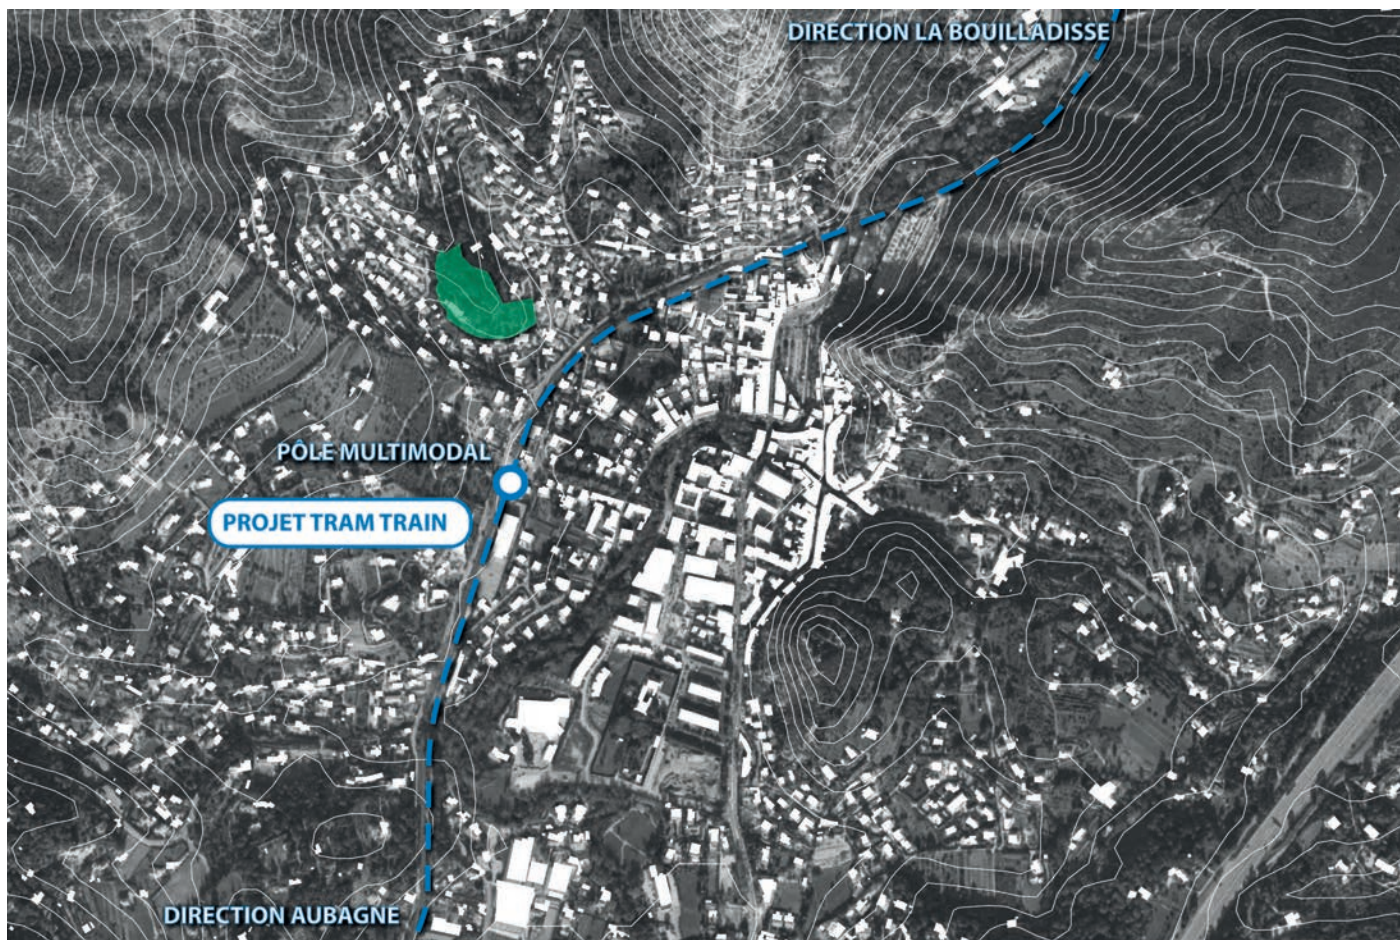 DIRECTION LA BOUILLADISSE
PÔLE MULTIMODAL
PROJET TRAM TRAIN
DIRECTION AUBAGNE